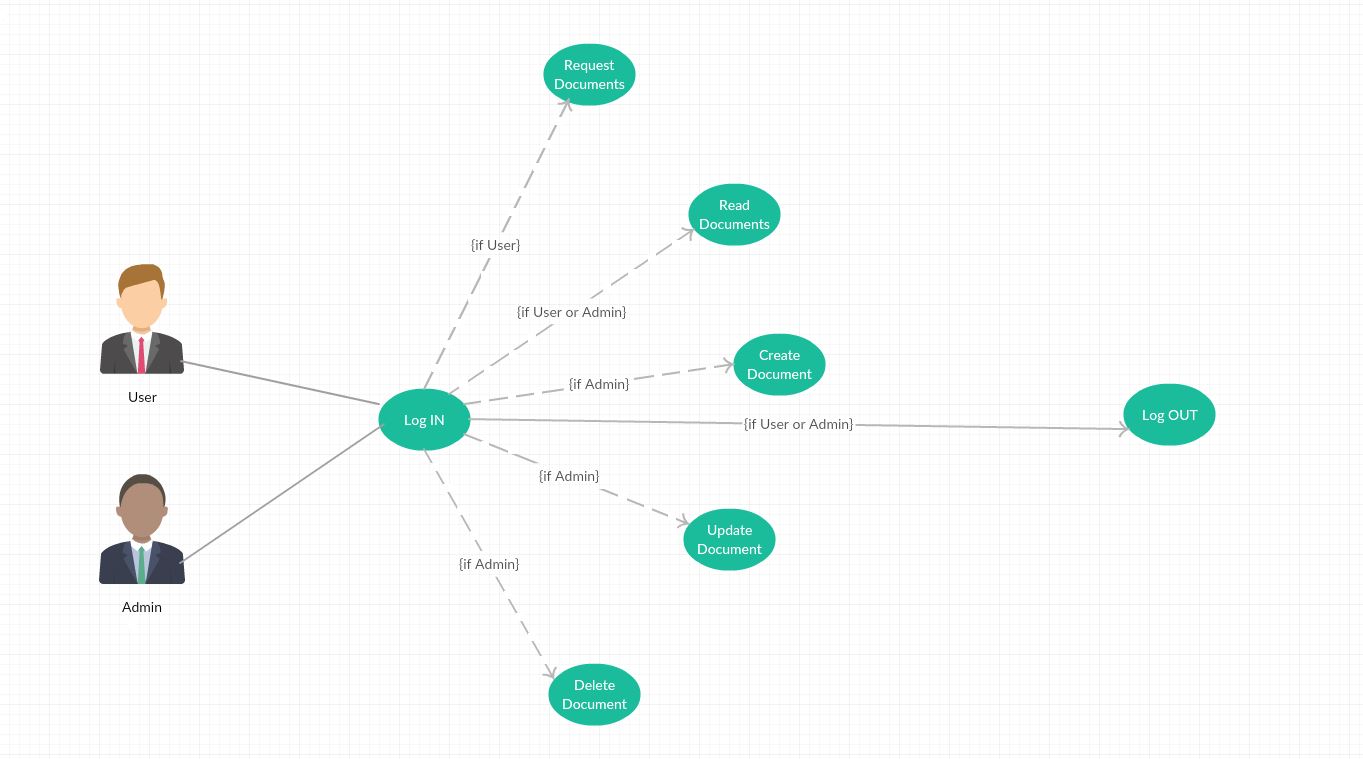 Request
Documents
{if User}
Read
Documents
{if User or Admin}
Create
Document
{if Admin}
User
Log IN
{if User or Admin}
Log OUT
{if Admin}
Update
Document
{if Admin}
Admin
Delete
Document